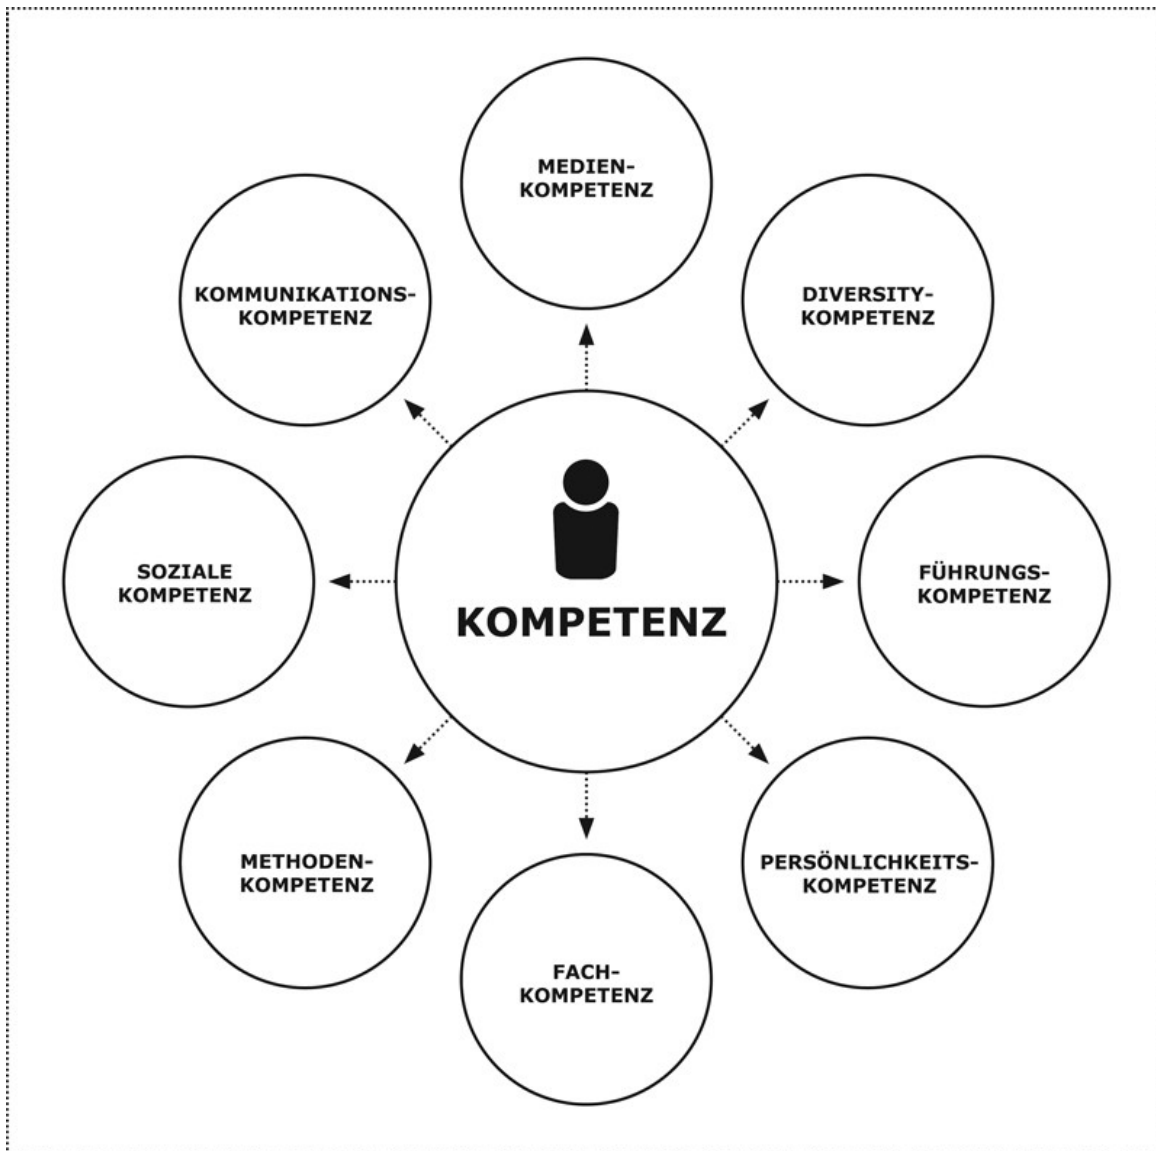 MEDIEN-
KOMPETENZ
KOMMUNIKATIONS-
KOMPETENZ
DIVERSITY-
KOMPETENZ
SOZIALE
KOMPETENZ
KOMPETENZ
FÜHRUNGS-
KOMPETENZ
METHODEN-
KOMPETENZ
PERSÖNLICHKEITS-
KOMPETENZ
FACH-
KOMPETENZ